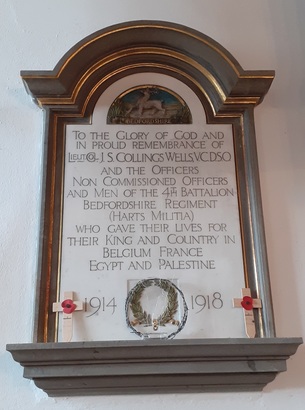 To the Glory of God and
in proud remembrance of
Lieut Col J. S. Collings Wells, V.C. D.S.O
and the Officers
Non Commissioned Officers
and Men of the 4th Battalion
Bedfordshire Regiment
(Harts Militia)
who gave their lives for
their King and Country in
Belgium France
Egypt and Palestine
1914 1918